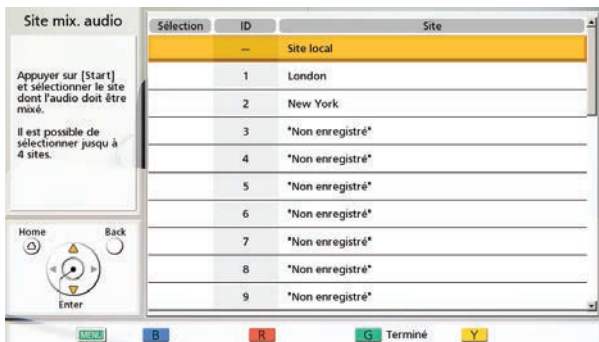 Site mix. audio
Appuyer sur [Start]
et sélectionner le site
dont l'audio doit être
mixé.
Il est possible de
sélectionner jusqu'à
4 sites.
Home Back
Enter
Sélection ID Site
— Site local
1 London
2 New York
3 *Non enregistré*
4 *Non enregistré*
5 *Non enregistré*
6 *Non enregistré*
7 *Non enregistré*
8 *Non enregistré*
9 *Non enregistré*
MENU B R G Terminé Y